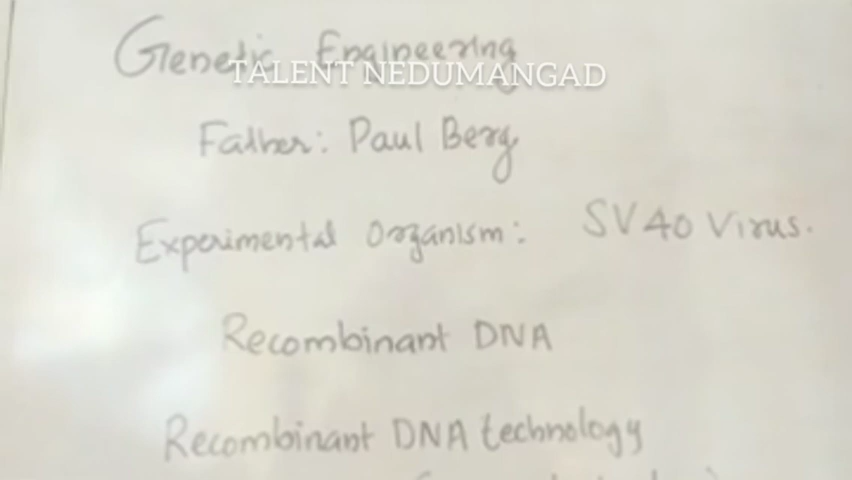 Genetic Engineering
TALENT NEDUMANGAD
Father: Paul Berg
Experimental Organism: SV40 Virus.
Recombinant DNA
Recombinant DNA technology